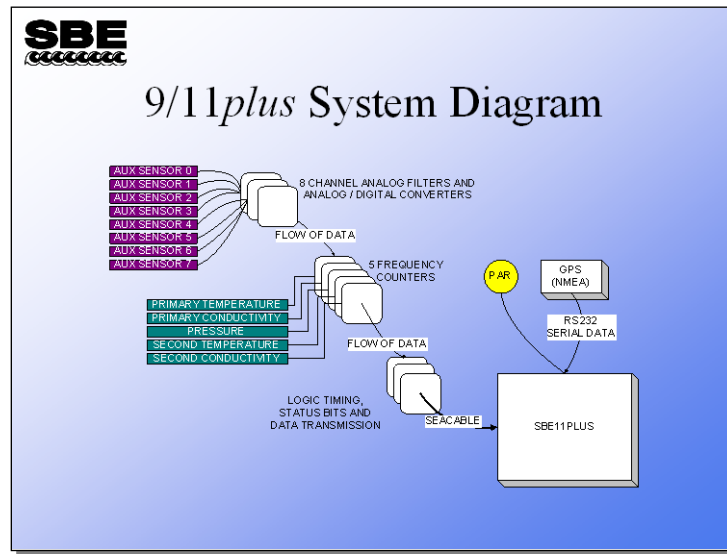 SBE
9/11plus System Diagram
AUX SENSOR 0
AUX SENSOR 1
AUX SENSOR 2
AUX SENSOR 3
AUX SENSOR 4
AUX SENSOR 5
AUX SENSOR 6
AUX SENSOR 7
8 CHANNEL ANALOG FILTERS AND
ANALOG / DIGITAL CONVERTERS
FLOW OF DATA
5 FREQUENCY
COUNTERS
PRIMARY TEMPERATURE
PRIMARY CONDUCTIVITY
PRESSURE
SECOND TEMPERATURE
SECOND CONDUCTIVITY
FLOW OF DATA
PAR
GPS
(NMEA)
RS232
SERIAL DATA
LOGIC TIMING,
STATUS BITS AND
DATA TRANSMISSION
SEACABLE
SBE11PLUS